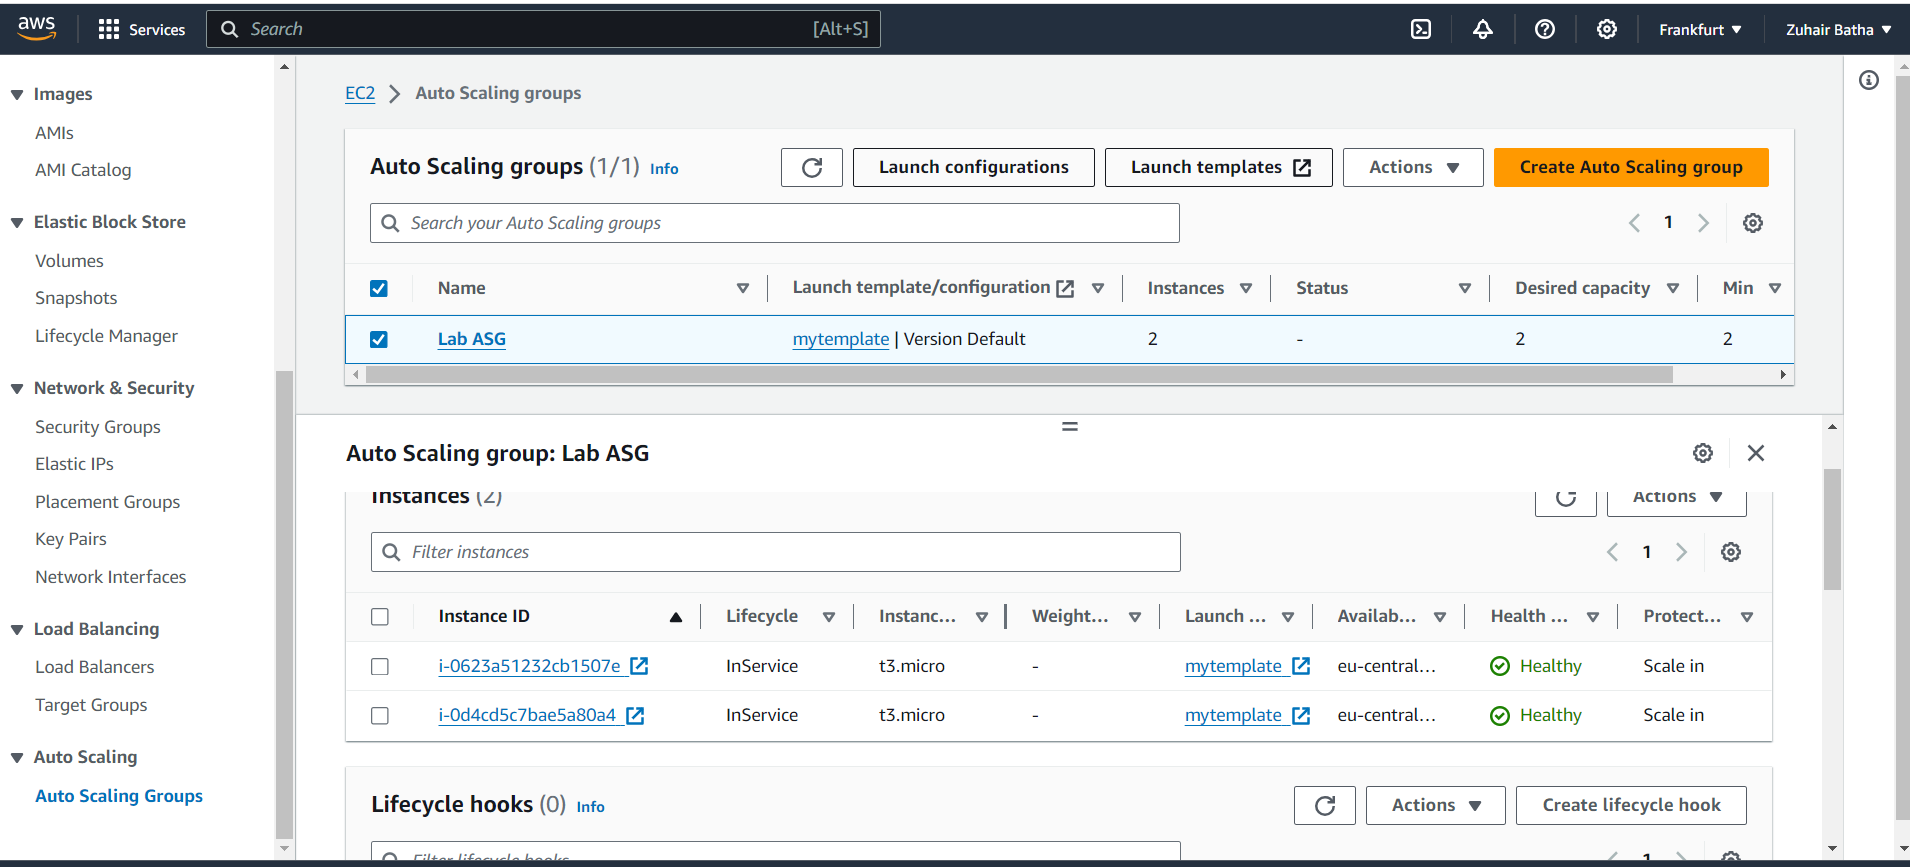 aws Services Search [Alt+S] Frankfurt Zuhair Batha
Images
AMIs
AMI Catalog
Elastic Block Store
Volumes
Snapshots
Lifecycle Manager
Network & Security
Security Groups
Elastic IPs
Placement Groups
Key Pairs
Network Interfaces
Load Balancing
Load Balancers
Target Groups
Auto Scaling
Auto Scaling Groups
EC2 Auto Scaling groups
Auto Scaling groups (1/1) Info Launch configurations Launch templates Actions Create Auto Scaling group
Search your Auto Scaling groups 1
Name Launch template/configuration Instances Status Desired capacity Min
Lab ASG mytemplate | Version Default 2 - 2 2
Auto Scaling group: Lab ASG
Instances (2) Actions
Filter instances 1
Instance ID Lifecycle Instanc... Weight... Launch ... Availab... Health ... Protect...
i-0623a51232cb1507e InService t3.micro - mytemplate eu-central... Healthy Scale in
i-0d4cd5c7bae5a80a4 InService t3.micro - mytemplate eu-central... Healthy Scale in
Lifecycle hooks (0) Info Actions Create lifecycle hook
Filter lifecycle hooks 1